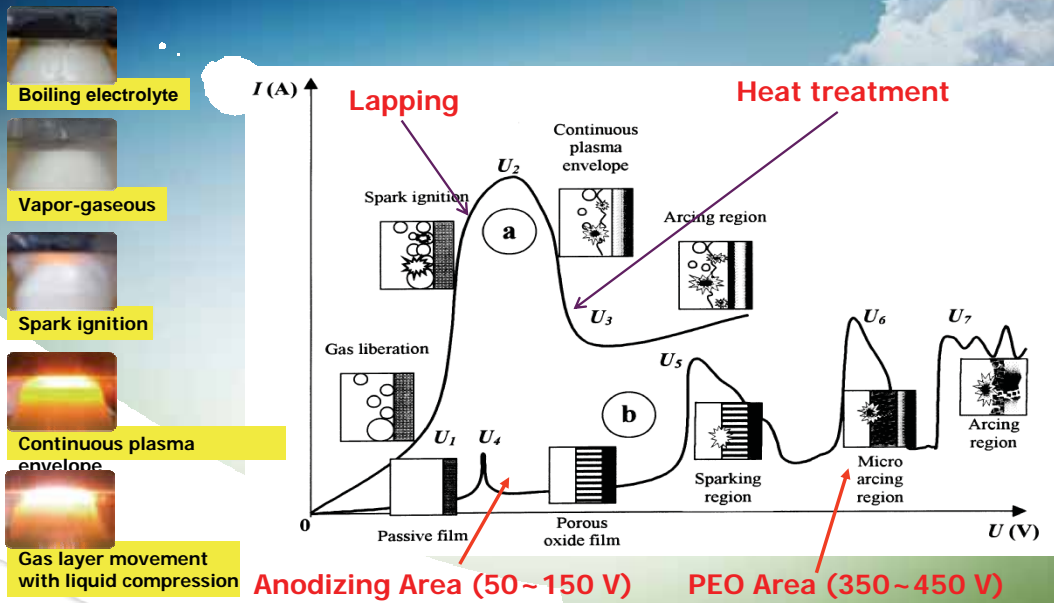 Boiling electrolyte
Vapor-gaseous
Spark ignition
Continuous plasma
envelope
Gas layer movement
with liquid compression
I (A)
Lapping
Heat treatment
Continuous
plasma
envelope
U2
Spark ignition
a
Arcing region
U3
Gas liberation
U1
U4
U5
U6
U7
b
Passive film
Porous
oxide film
Sparking
region
Micro
arcing
region
Arcing
region
0
U (V)
Anodizing Area (50~150 V)
PEO Area (350~450 V)